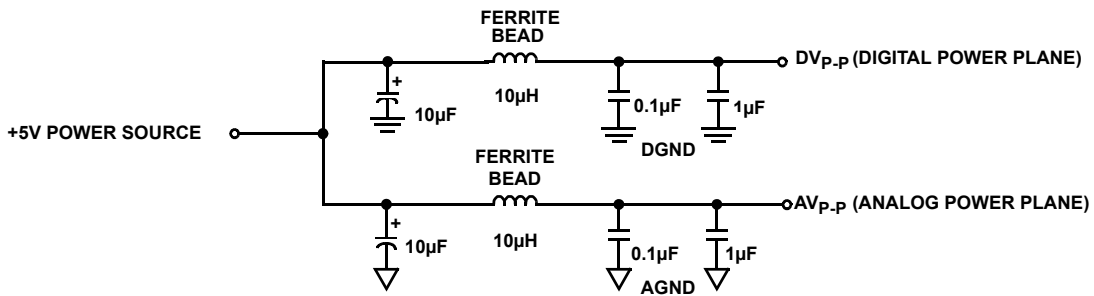 FERRITE
BEAD
+
10µF
10µH
0.1µF
1µF
DVP-P (DIGITAL POWER PLANE)
DGND
+5V POWER SOURCE
FERRITE
BEAD
+
10µF
10µH
0.1µF
1µF
AVP-P (ANALOG POWER PLANE)
AGND